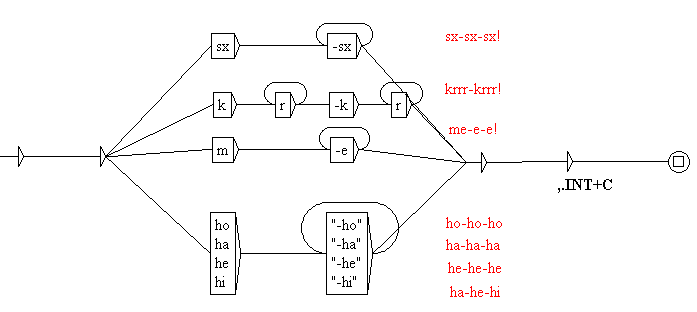 sx -sx sx-sx-sx!
k r -k r krrr-krrr!
m -e me-e-e!
,.INT+C
ho "-ho" ho-ho-ho
ha "-ha" ha-ha-ha
he "-he" he-he-he
hi "-hi" ha-he-hi